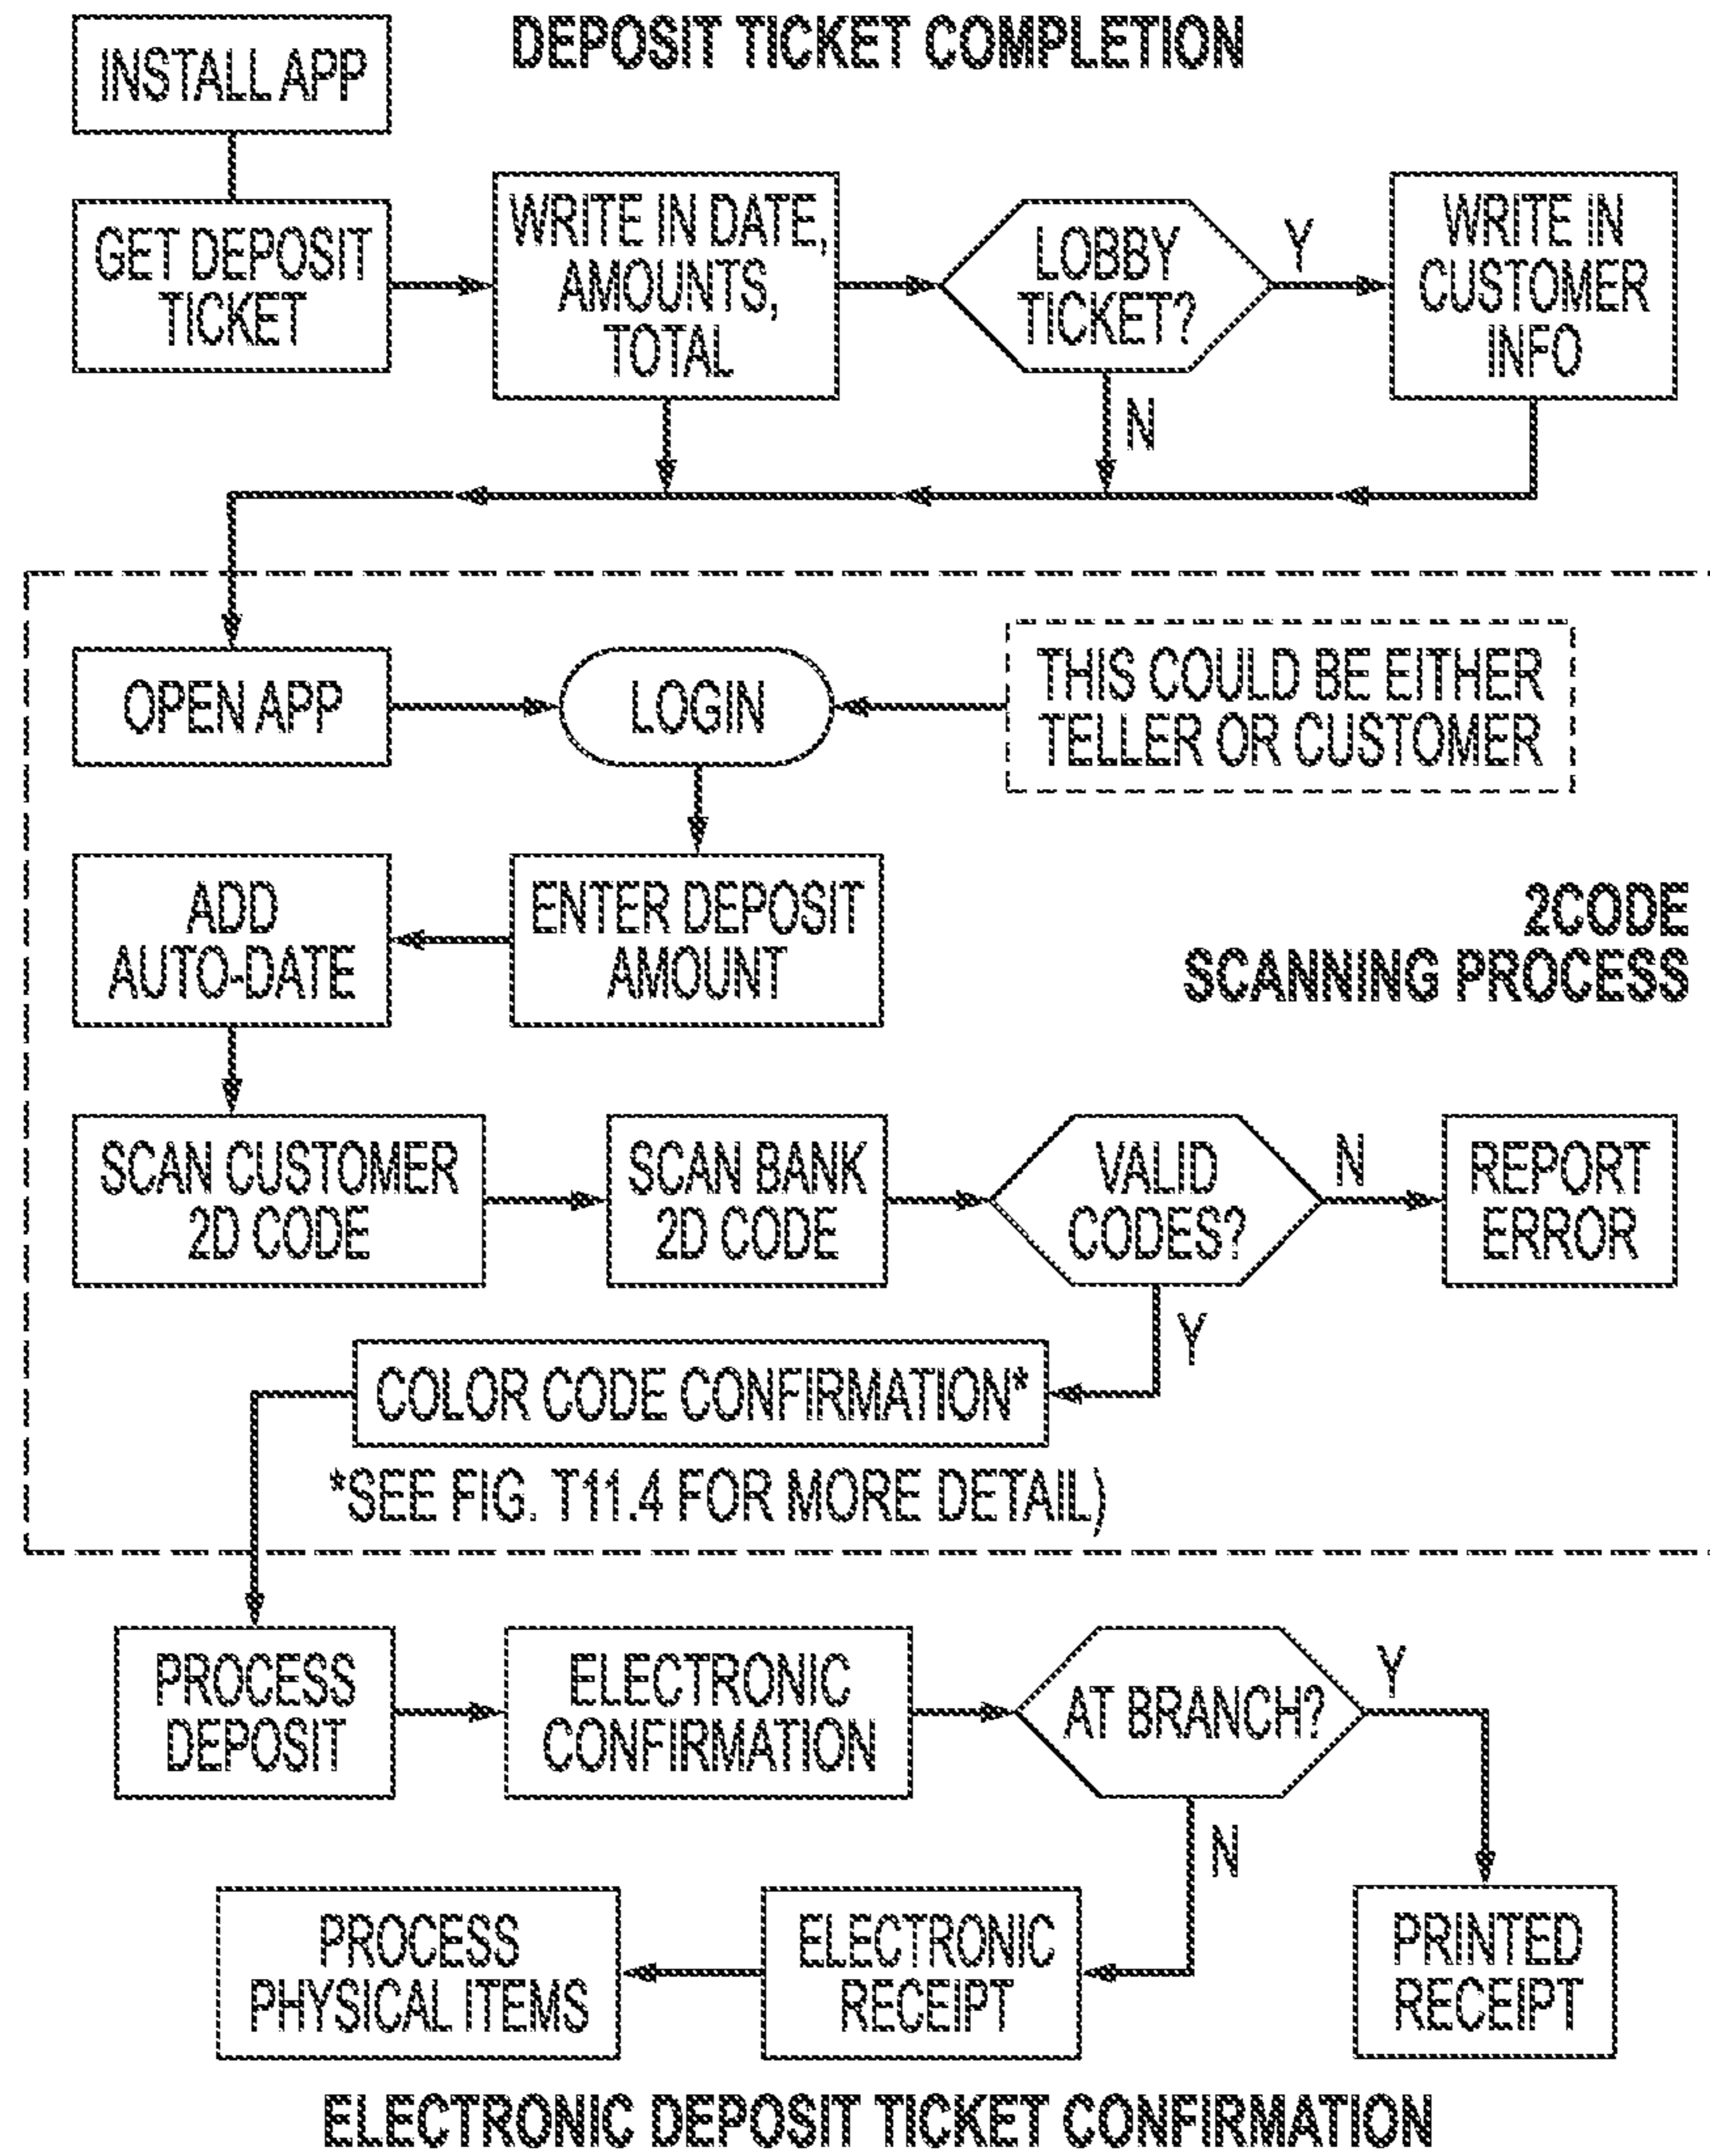 DEPOSIT TICKET COMPLETION
INSTALL APP
GET DEPOSIT
TICKET
WRITE IN DATE,
AMOUNTS,
TOTAL
LOBBY
TICKET?
Y
N
WRITE IN
CUSTOMER
INFO
OPEN APP
LOGIN
THIS COULD BE EITHER
TELLER OR CUSTOMER
ADD
AUTO-DATE
ENTER DEPOSIT
AMOUNT
2CODE
SCANNING PROCESS
SCAN CUSTOMER
2D CODE
SCAN BANK
2D CODE
VALID
CODES?
N
Y
REPORT
ERROR
COLOR CODE CONFIRMATION*
*SEE FIG. T11.4 FOR MORE DETAIL)
PROCESS
DEPOSIT
ELECTRONIC
CONFIRMATION
AT BRANCH?
Y
N
PROCESS
PHYSICAL ITEMS
ELECTRONIC
RECEIPT
PRINTED
RECEIPT
ELECTRONIC DEPOSIT TICKET CONFIRMATION